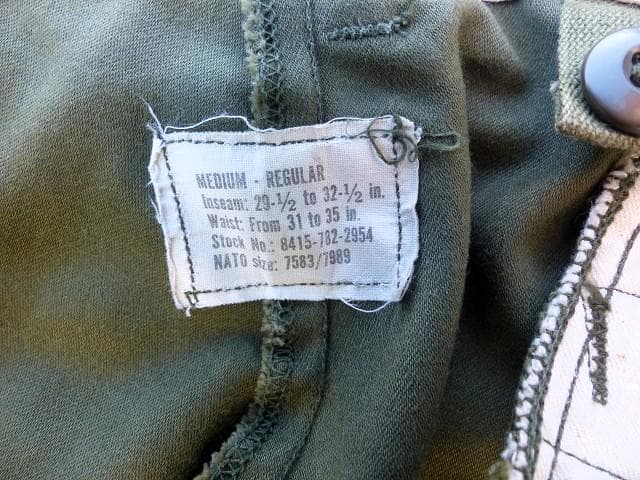 MEDIUM - REGULAR
Inseam: 29-½ to 32-½ in.
Waist: From 31 to 35 in.
Stock No.: 8415-782-2954
NATO size: 7583/7989